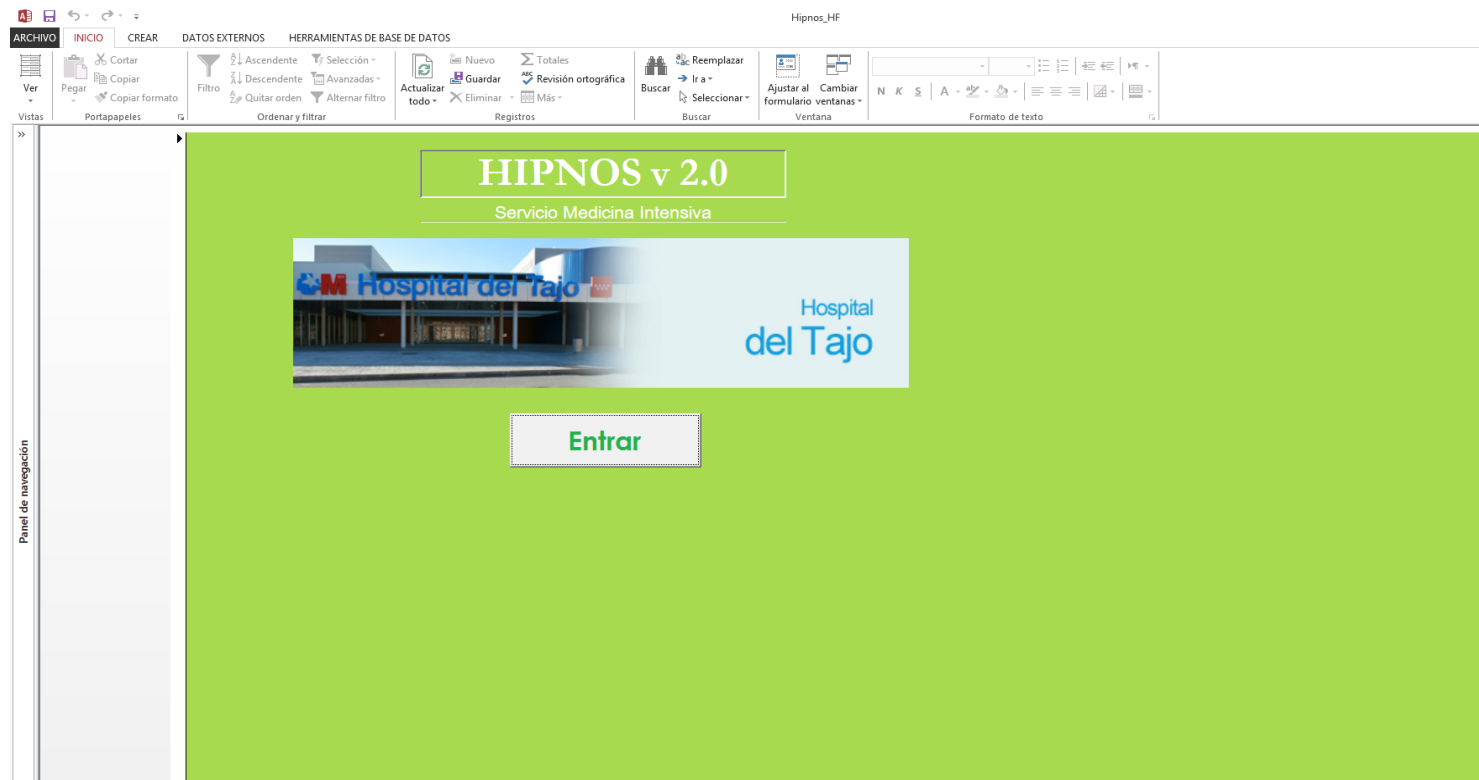 Hipnos_HF
ARCHIVO INICIO CREAR DATOS EXTERNOS HERRAMIENTAS DE BASE DE DATOS
Ver
Vistas
Pegar
Cortar
Copiar
Copiar formato
Portapapeles
Filtro
Ascendente
Descendente
Quitar orden
Selección
Avanzadas
Alternar filtro
Ordenar y filtrar
Actualizar
todo
Nuevo
Guardar
Eliminar
Totales
Revisión ortográfica
Más
Registros
Buscar
Reemplazar
Ir a
Seleccionar
Buscar
Ajustar al
formulario
Cambiar
ventanas
Ventana
N K S A
Formato de texto
Panel de navegación
HIPNOS v 2.0
Servicio Medicina Intensiva
M Hospital del Tajo
Hospital
del Tajo
Entrar